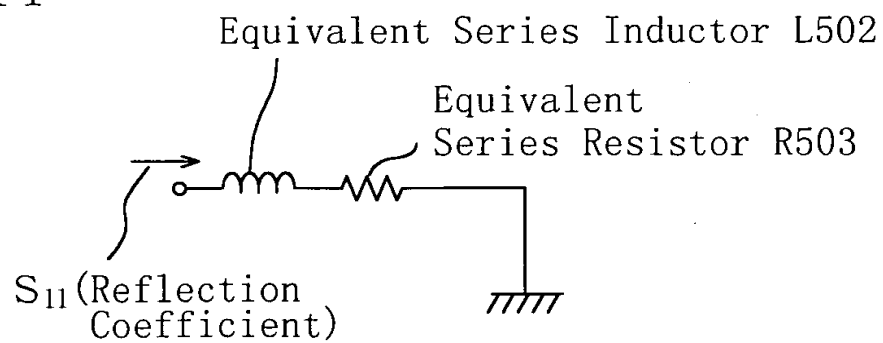 Equivalent Series Inductor L502
Equivalent
Series Resistor R503
S11(Reflection
Coefficient)